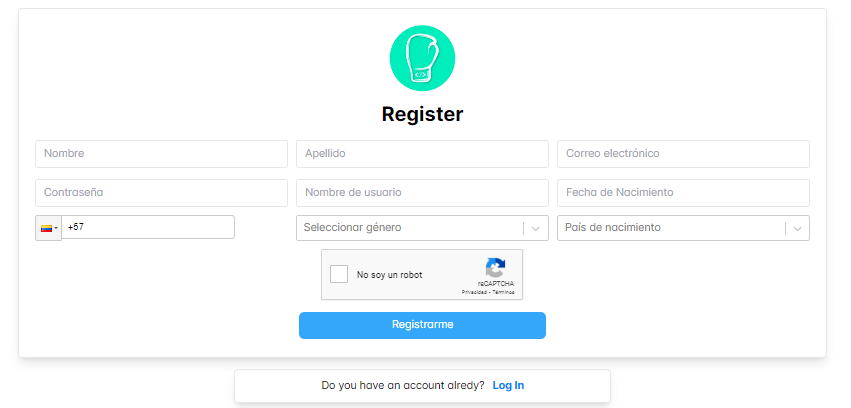 </>
Register
Nombre Apellido Correo electrónico
Contraseña Nombre de usuario Fecha de Nacimiento
+57 Seleccionar género País de nacimiento
No soy un robot
reCAPTCHA
Privacidad - Términos
Registrarme
Do you have an account alredy? Log In